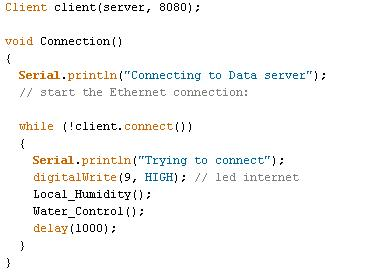 Client client(server, 8080);

void Connection()
{
  Serial.println("Connecting to Data server");
  // start the Ethernet connection:

  while (!client.connect())
  {
    Serial.println("Trying to connect");
    digitalWrite(9, HIGH); // led internet
    Local_Humidity();
    Water_Control();
    delay(1000);
  }
}